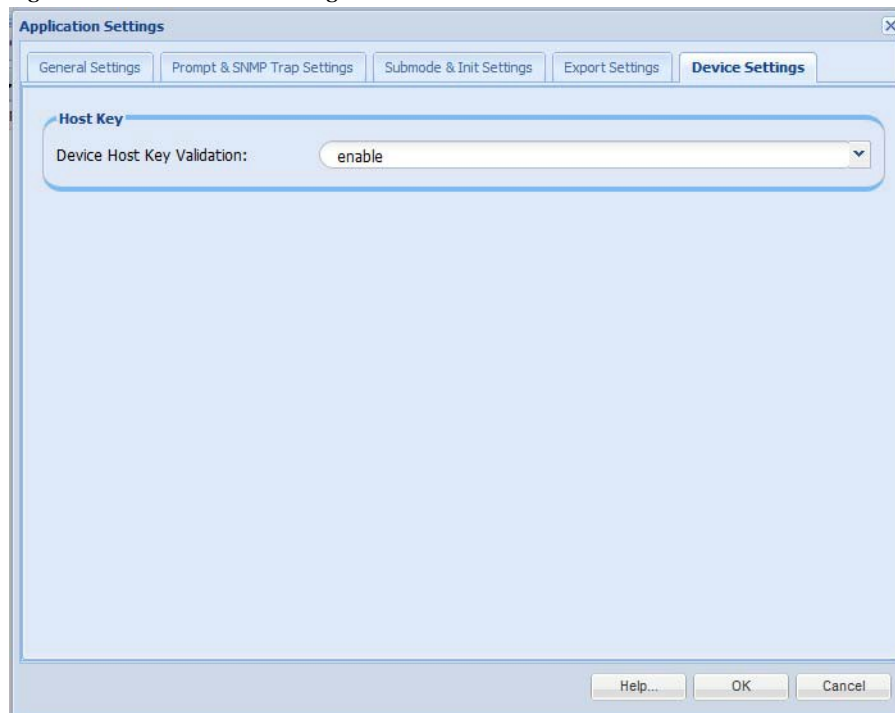 Application Settings
General Settings Prompt & SNMP Trap Settings Submode & Init Settings Export Settings Device Settings
Host Key
Device Host Key Validation: enable
Help... OK Cancel